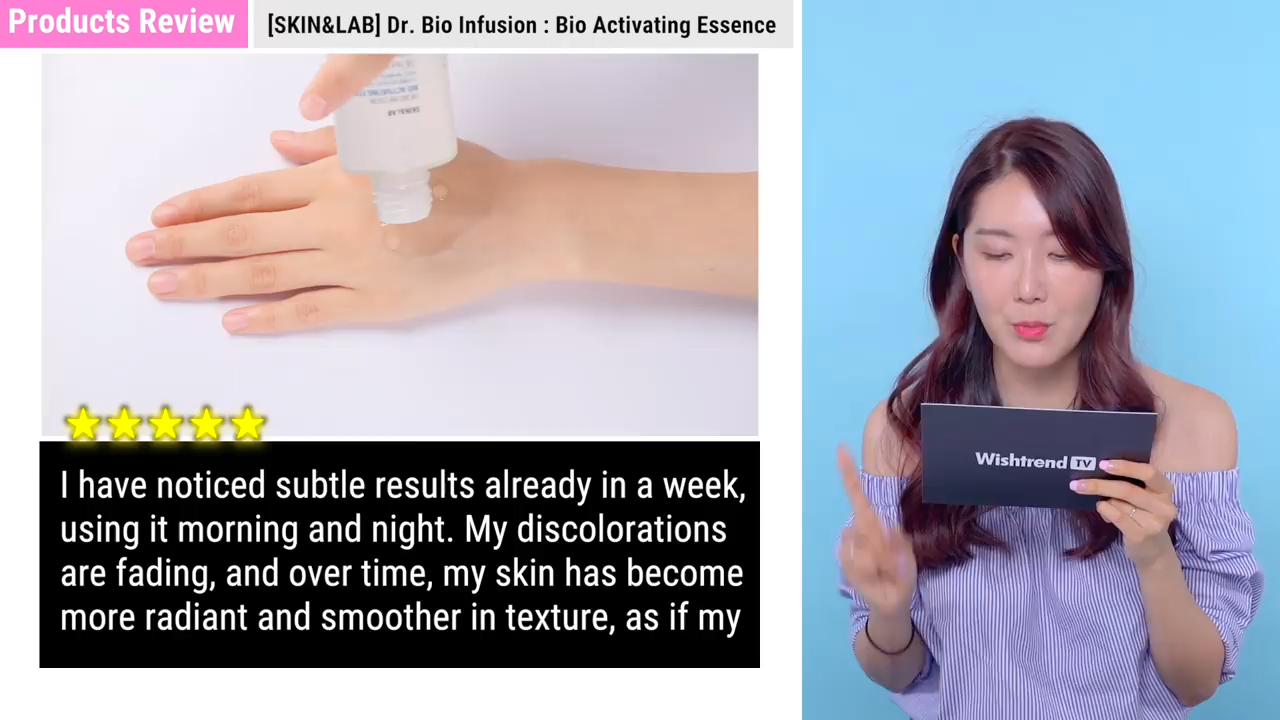 Products Review
[SKIN&LAB] Dr. Bio Infusion : Bio Activating Essence
SKIN&LAB
I have noticed subtle results already in a week,
using it morning and night. My discolorations
are fading, and over time, my skin has become
more radiant and smoother in texture, as if my
Wishtrend TV